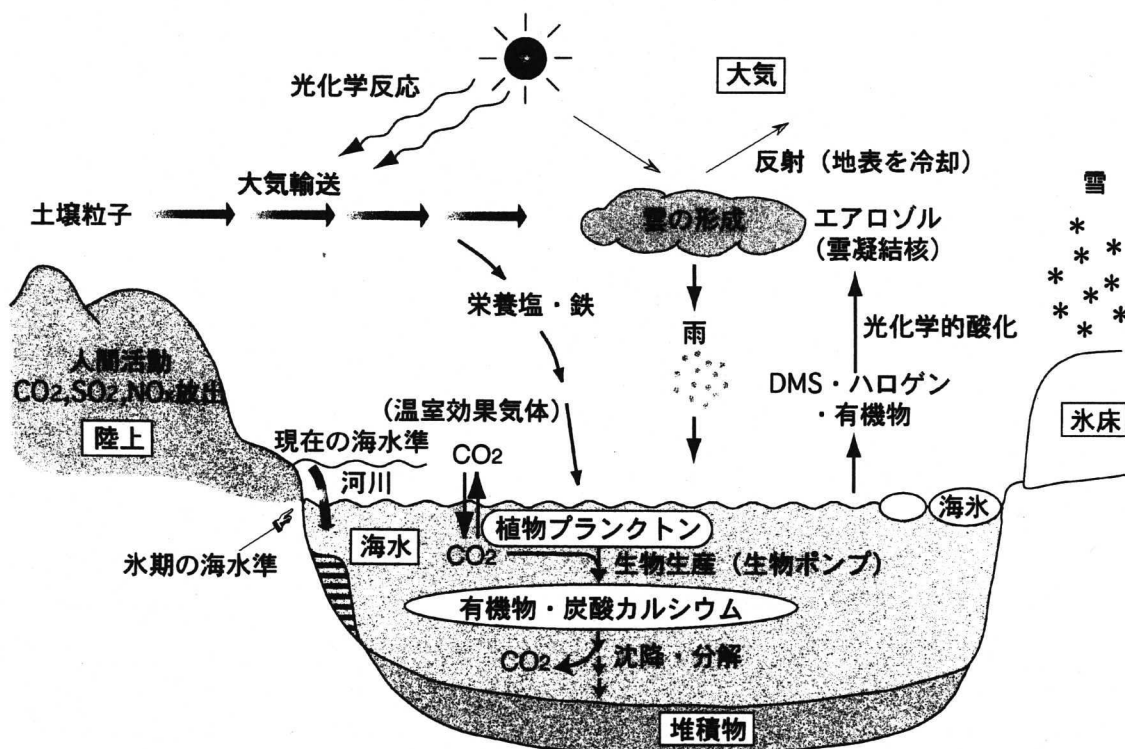 光化学反応
大気
反射（地表を冷却）
雪
大気輸送
土壌粒子
雲の形成
エアロゾル
（雲凝結核）
栄養塩・鉄
雨
光化学的酸化
人間活動
CO2,SO2,NOx放出
陸上
DMS・ハロゲン
・有機物
氷床
（温室効果気体）
現在の海水準
CO2
河川
植物プランクトン
海氷
氷期の海水準
海水
CO2
生物生産（生物ポンプ）
有機物・炭酸カルシウム
CO2
沈降・分解
堆積物